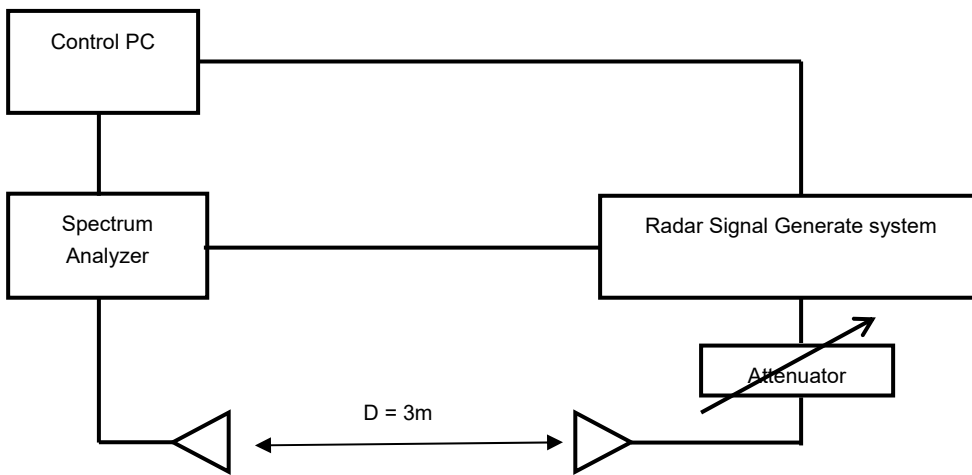 Control PC
Spectrum
Analyzer
Radar Signal Generate system
Attenuator
D = 3m